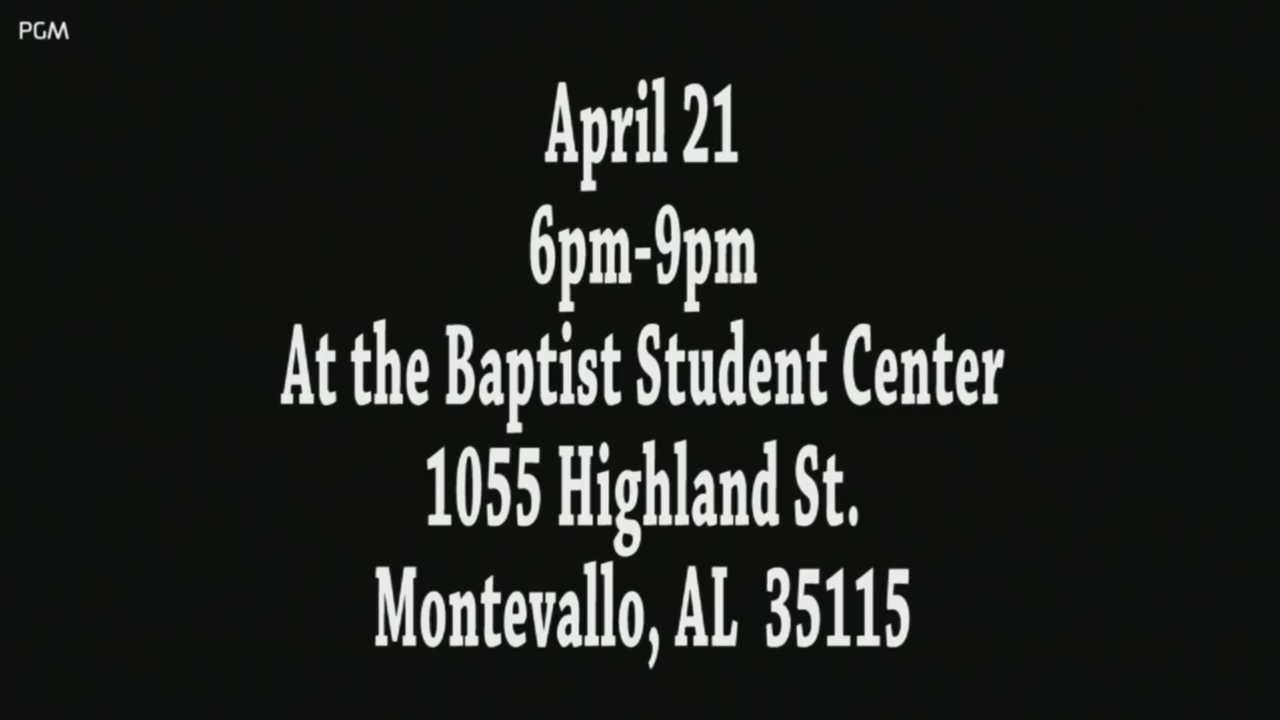 PGM
April 21
6pm-9pm
At the Baptist Student Center
1055 Highland St.
Montevallo, AL 35115